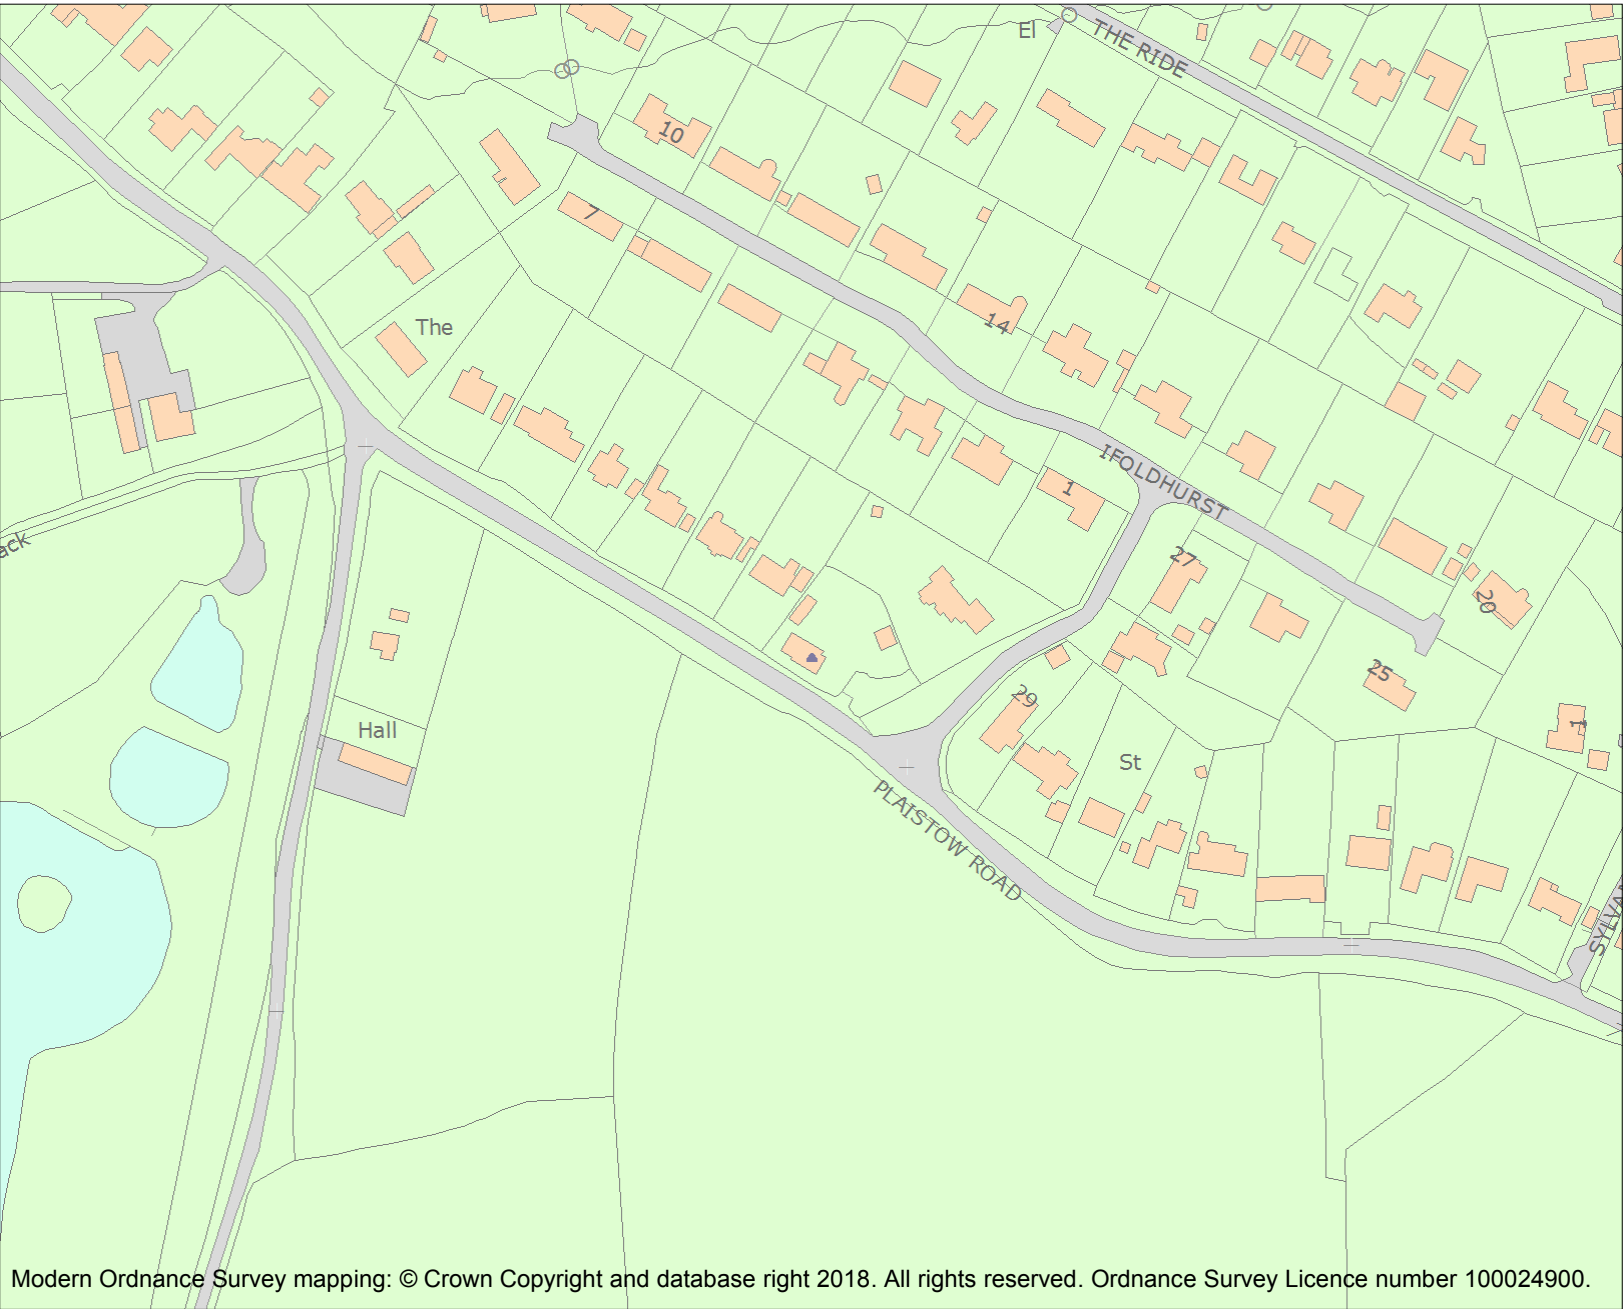 El
THE RIDE
10
7
14
The
IFOLDHURST
1
27
20
25
29
Hall
St
1
PLAISTOW ROAD
Modern Ordnance Survey mapping: © Crown Copyright and database right 2018. All rights reserved. Ordnance Survey Licence number 100024900.